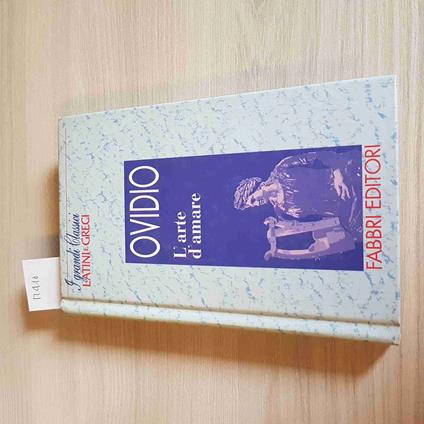 I grandi Classici
LATINI e GRECI
OVIDIO
L'arte
d'amare
FABBRI EDITORI